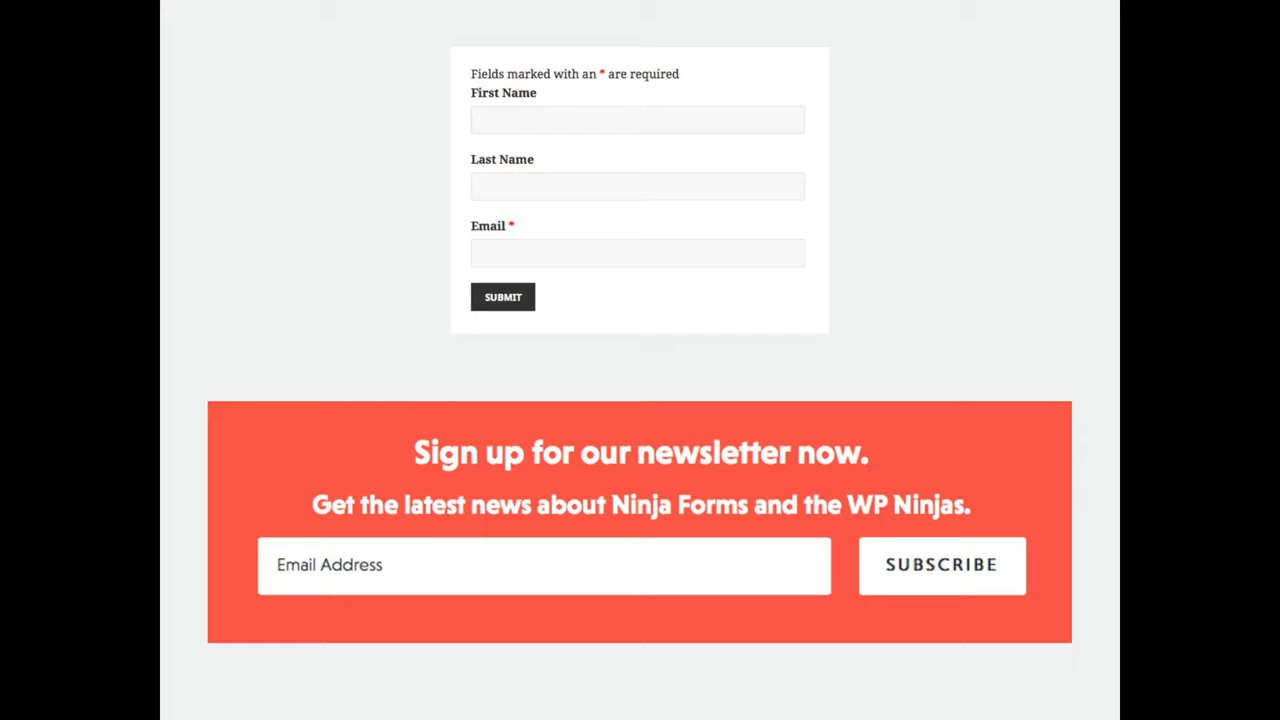 Fields marked with an * are required
First Name
Last Name
Email *
SUBMIT
Sign up for our newsletter now.
Get the latest news about Ninja Forms and the WP Ninjas.
Email Address
SUBSCRIBE